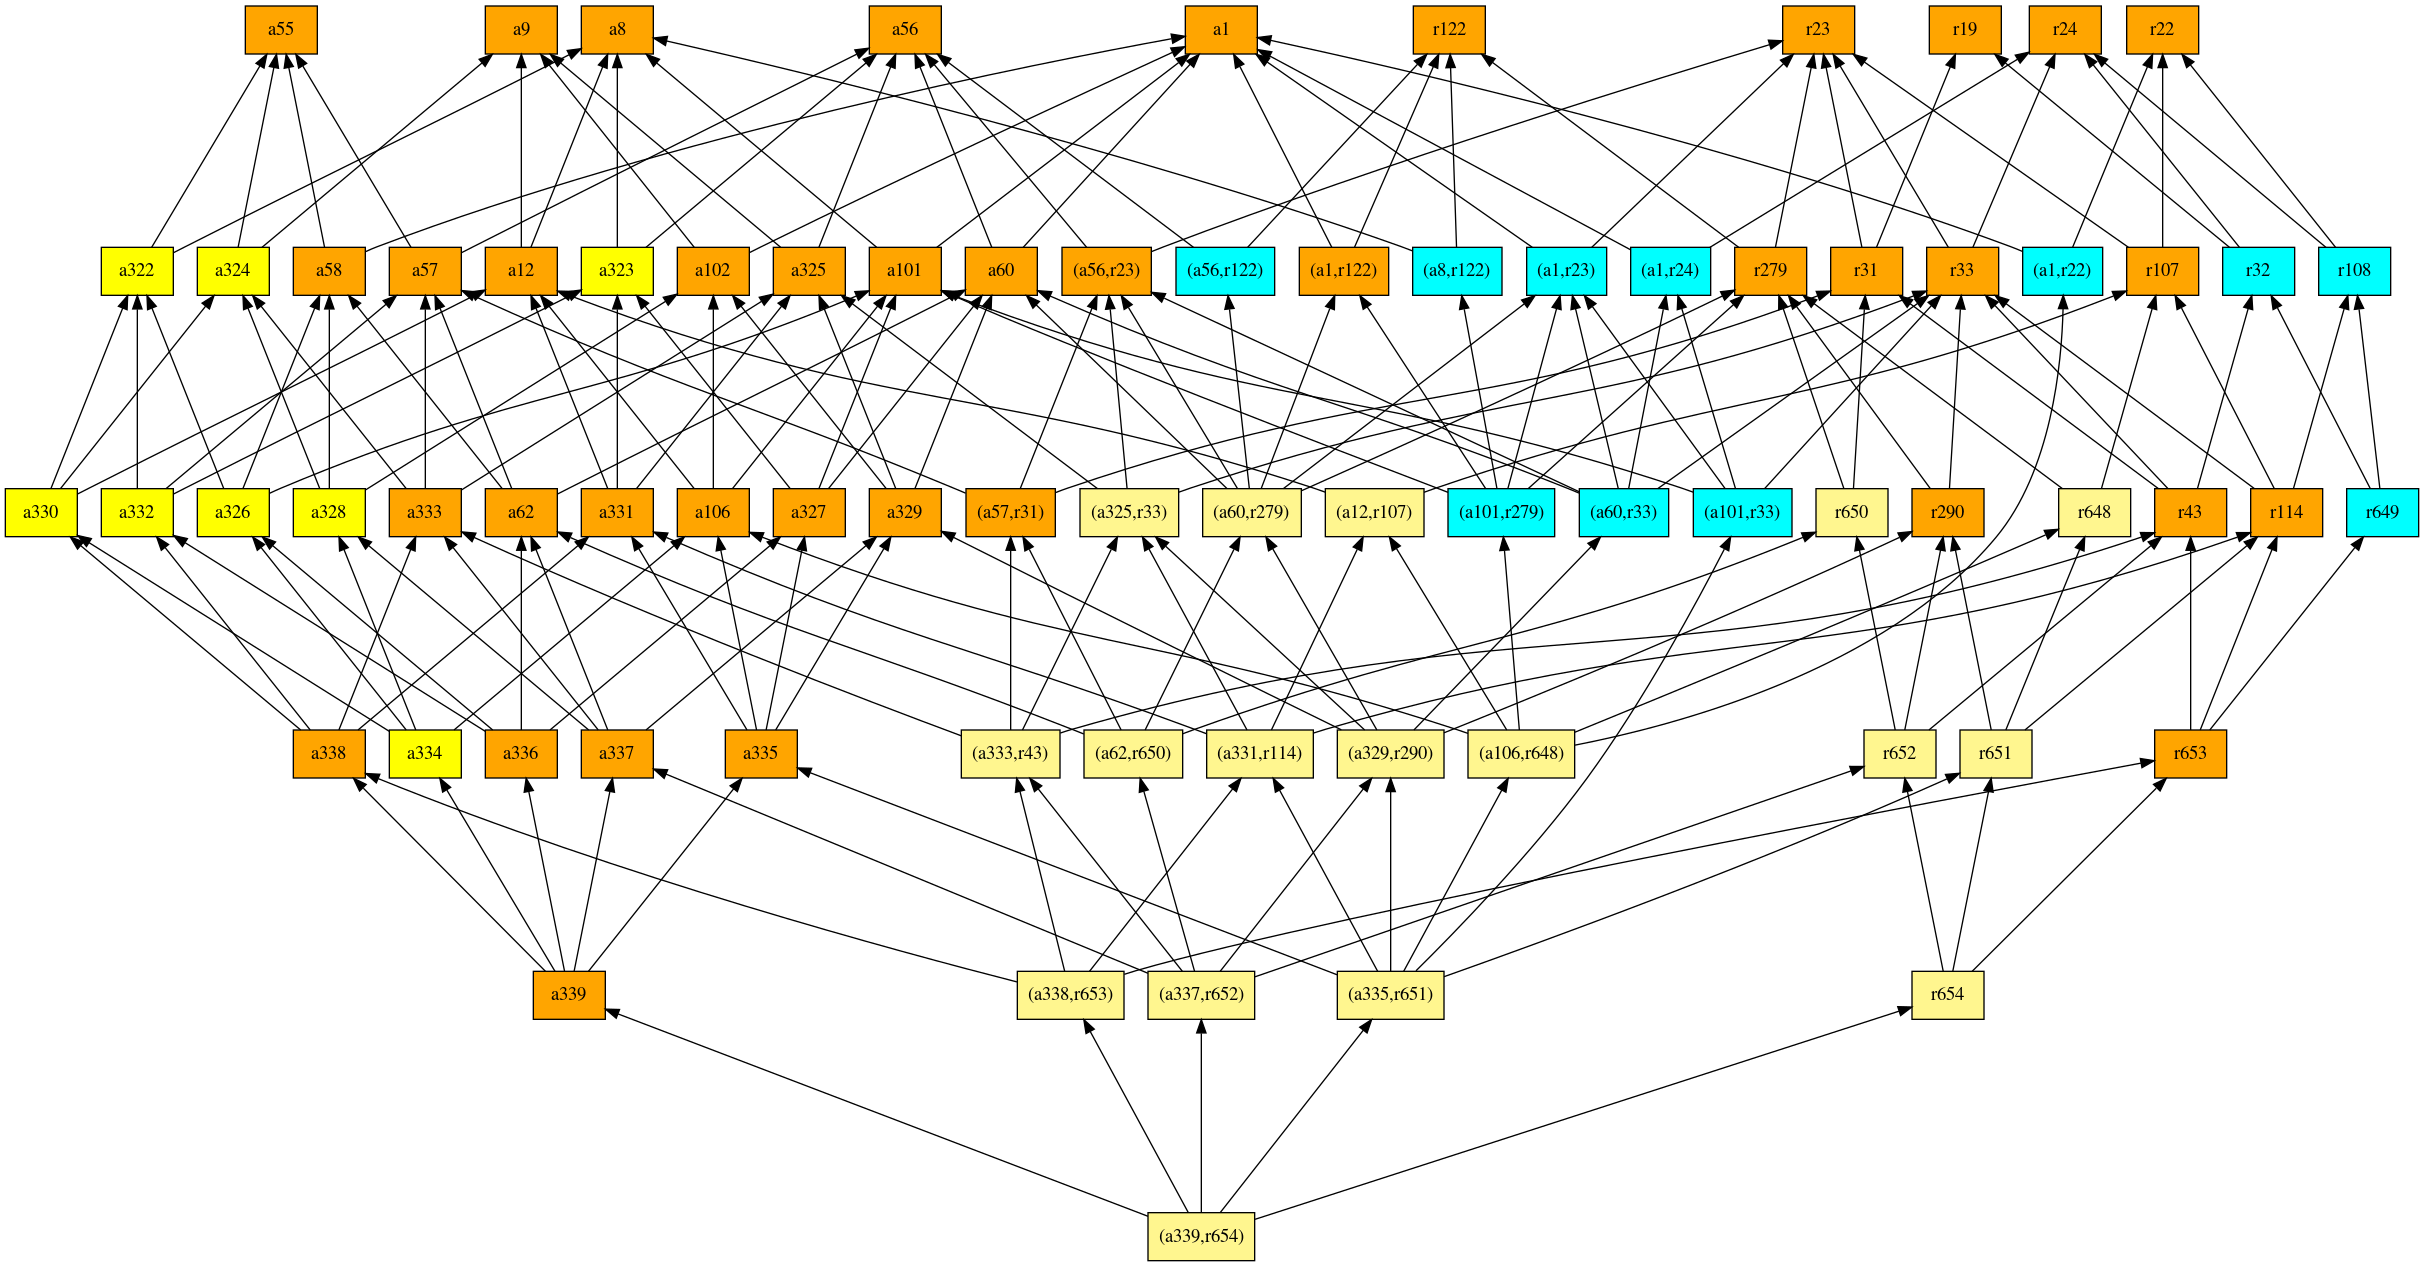 a55
a9
a8
a56
a1
r122
r23
r19
r24
r22
a322
a324
a58
a57
a12
a323
a102
a325
a101
a60
(a56,r23)
(a56,r122)
(a1,r122)
(a8,r122)
(a1,r23)
(a1,r24)
r279
r31
r33
(a1,r22)
r107
r32
r108
a330
a332
a326
a328
a333
a62
a331
a106
a327
a329
(a57,r31)
(a325,r33)
(a60,r279)
(a12,r107)
(a101,r279)
(a60,r33)
(a101,r33)
r650
r290
r648
r43
r114
r649
a338
a334
a336
a337
a335
(a333,r43)
(a62,r650)
(a331,r114)
(a329,r290)
(a106,r648)
r652
r651
r653
a339
(a338,r653)
(a337,r652)
(a335,r651)
r654
(a339,r654)